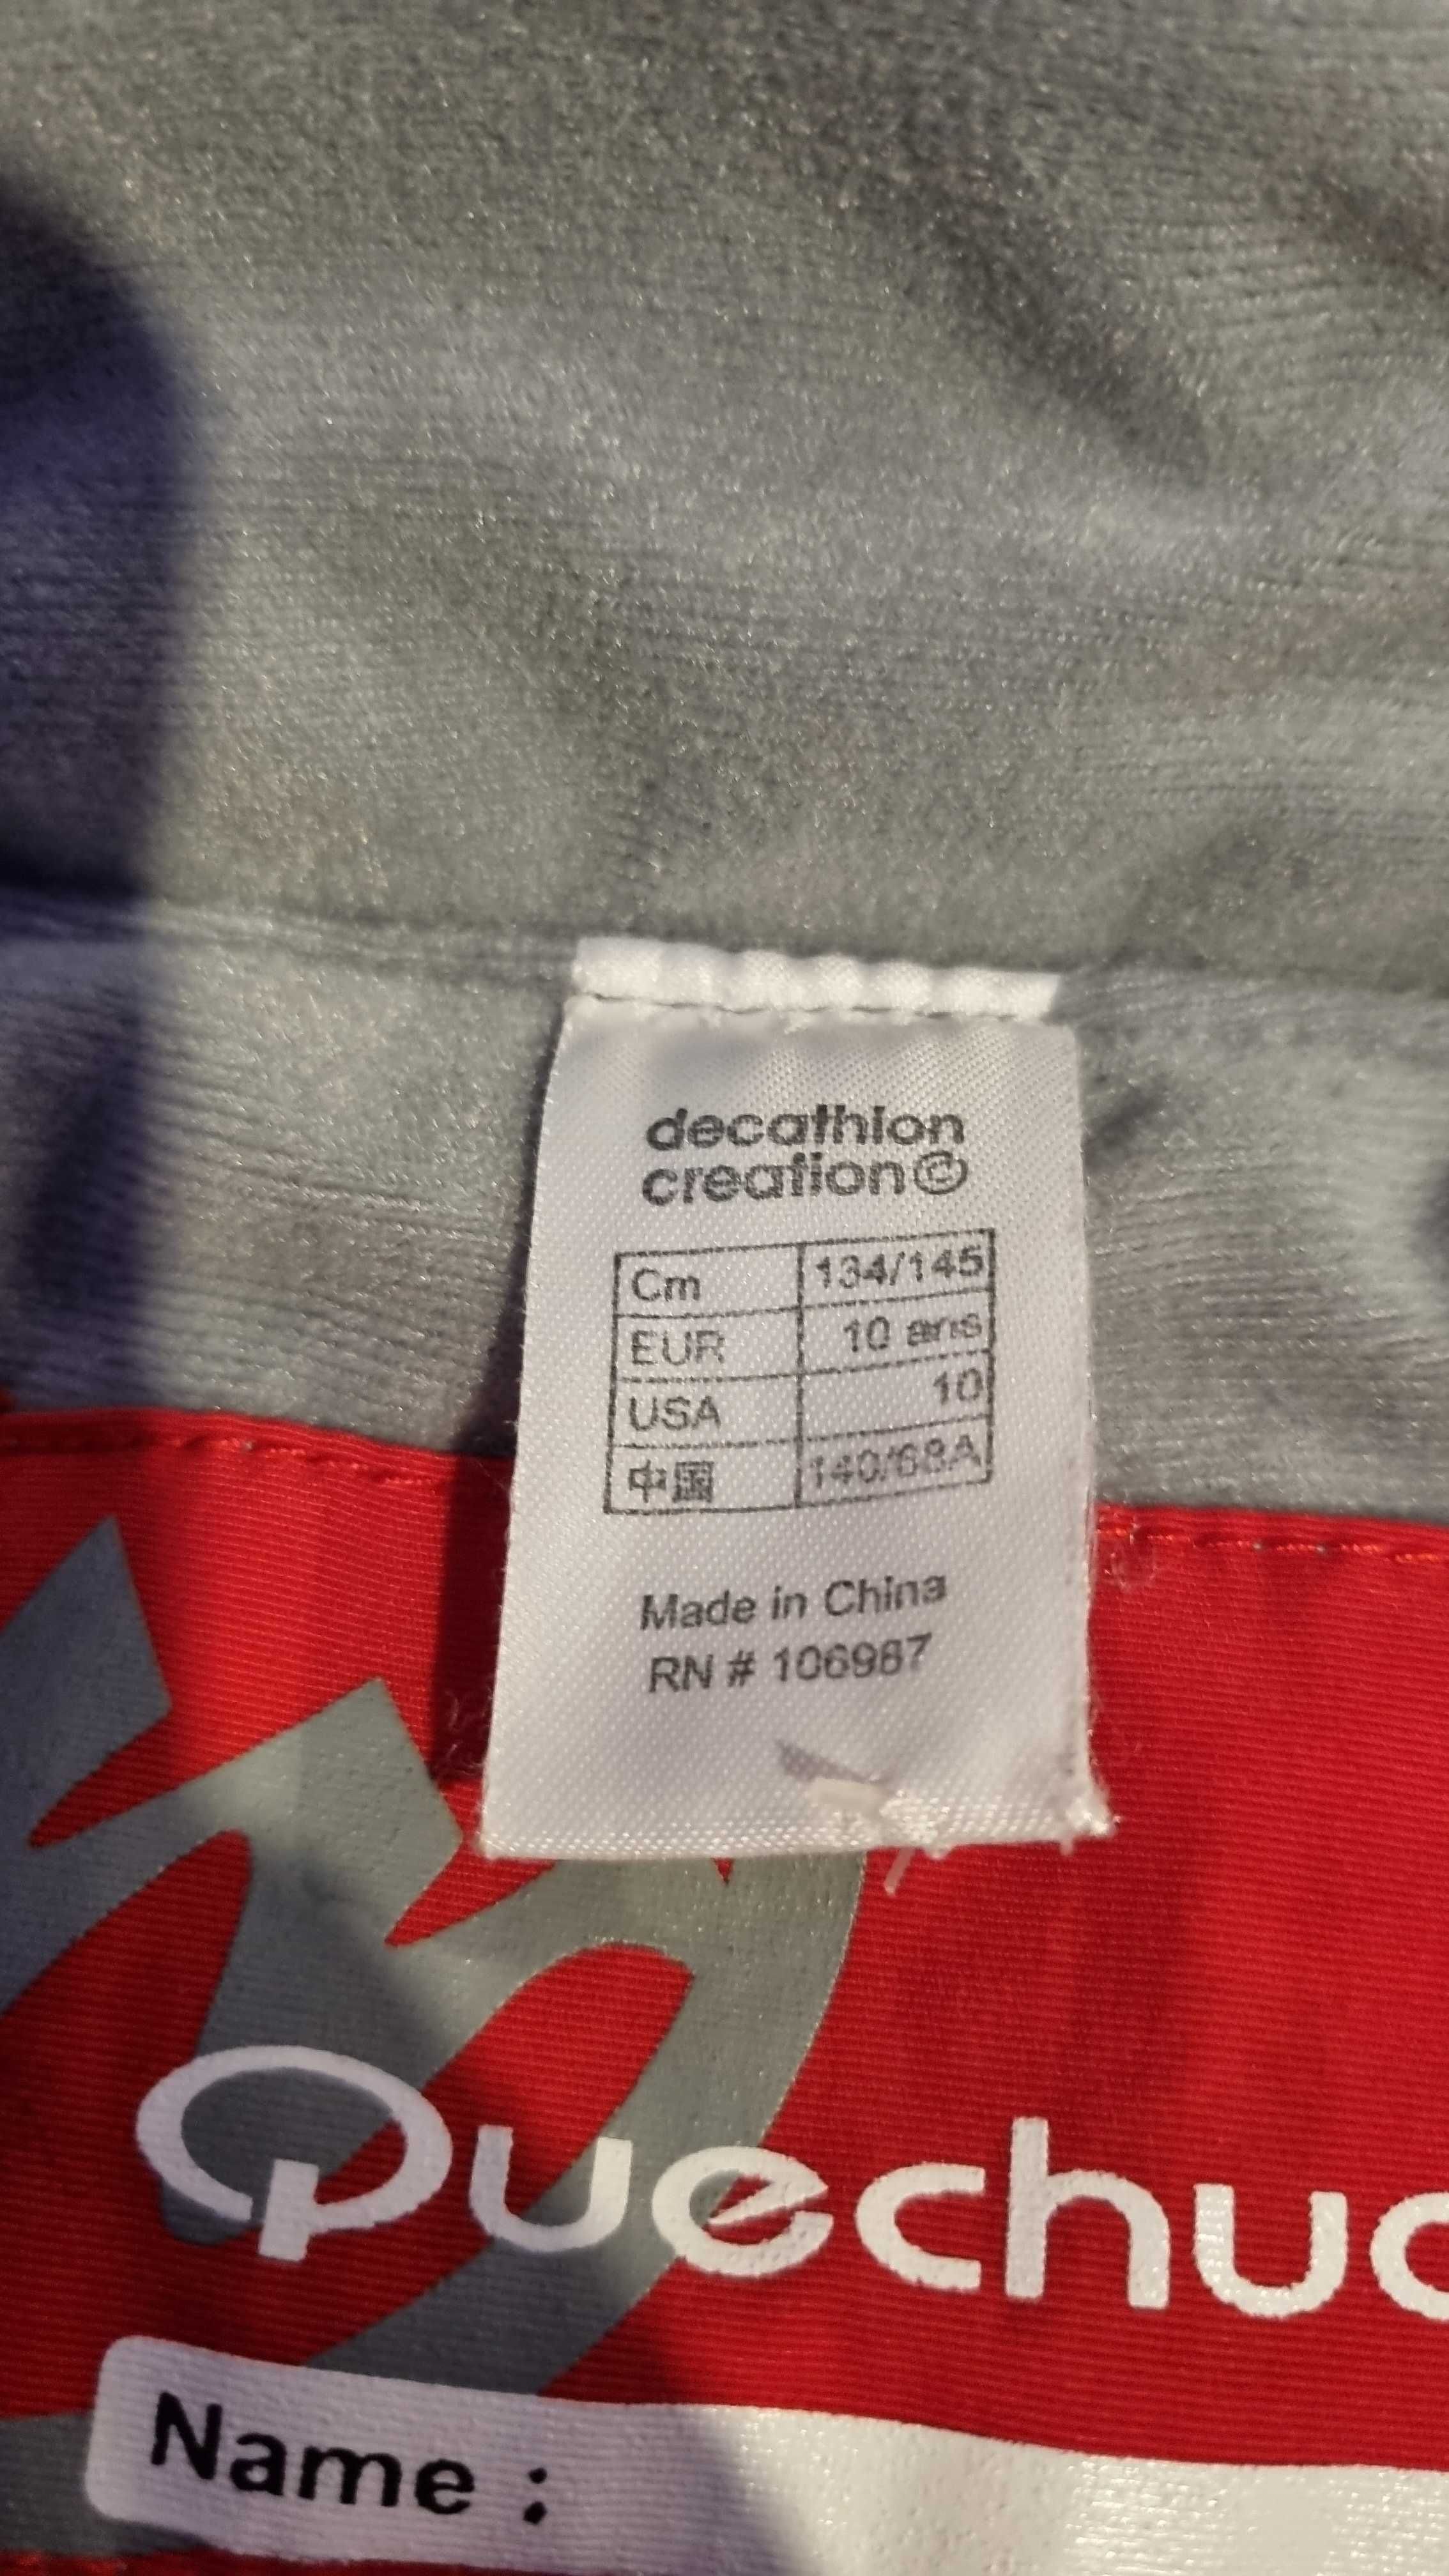 decathlon
creation©
Cm 134/145
EUR 10 ans
USA 10
中国 140/68A
Made in China
RN # 106987
Quechua
Name :